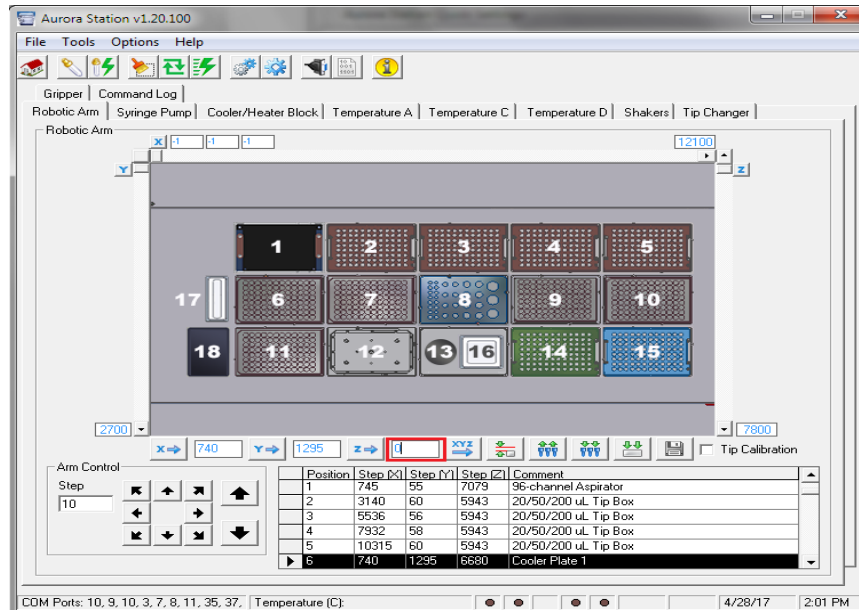 Aurora Station v1.20.100
File Tools Options Help
Gripper Command Log
Robotic Arm Syringe Pump Cooler/Heater Block Temperature A Temperature C Temperature D Shakers Tip Changer
Robotic Arm
X -1 -1 -1 12100
Y Z
1 2 3 4 5
17 6 7 8 9 10
18 11 12 13 16 14 15
2700 7800
X 740 Y 1295 Z 0 XYZ Tip Calibration
Arm Control
Step
10
Position Step (X) Step (Y) Step (Z) Comment
1 745 55 7079 96-channel Aspirator
2 3140 60 5943 20/50/200 uL Tip Box
3 5536 56 5943 20/50/200 uL Tip Box
4 7932 58 5943 20/50/200 uL Tip Box
5 10315 60 5943 20/50/200 uL Tip Box
6 740 1295 6680 Cooler Plate 1
COM Ports: 10, 9, 10, 3, 7, 8, 11, 35, 37, Temperature (C): 4/28/17 2:01 PM